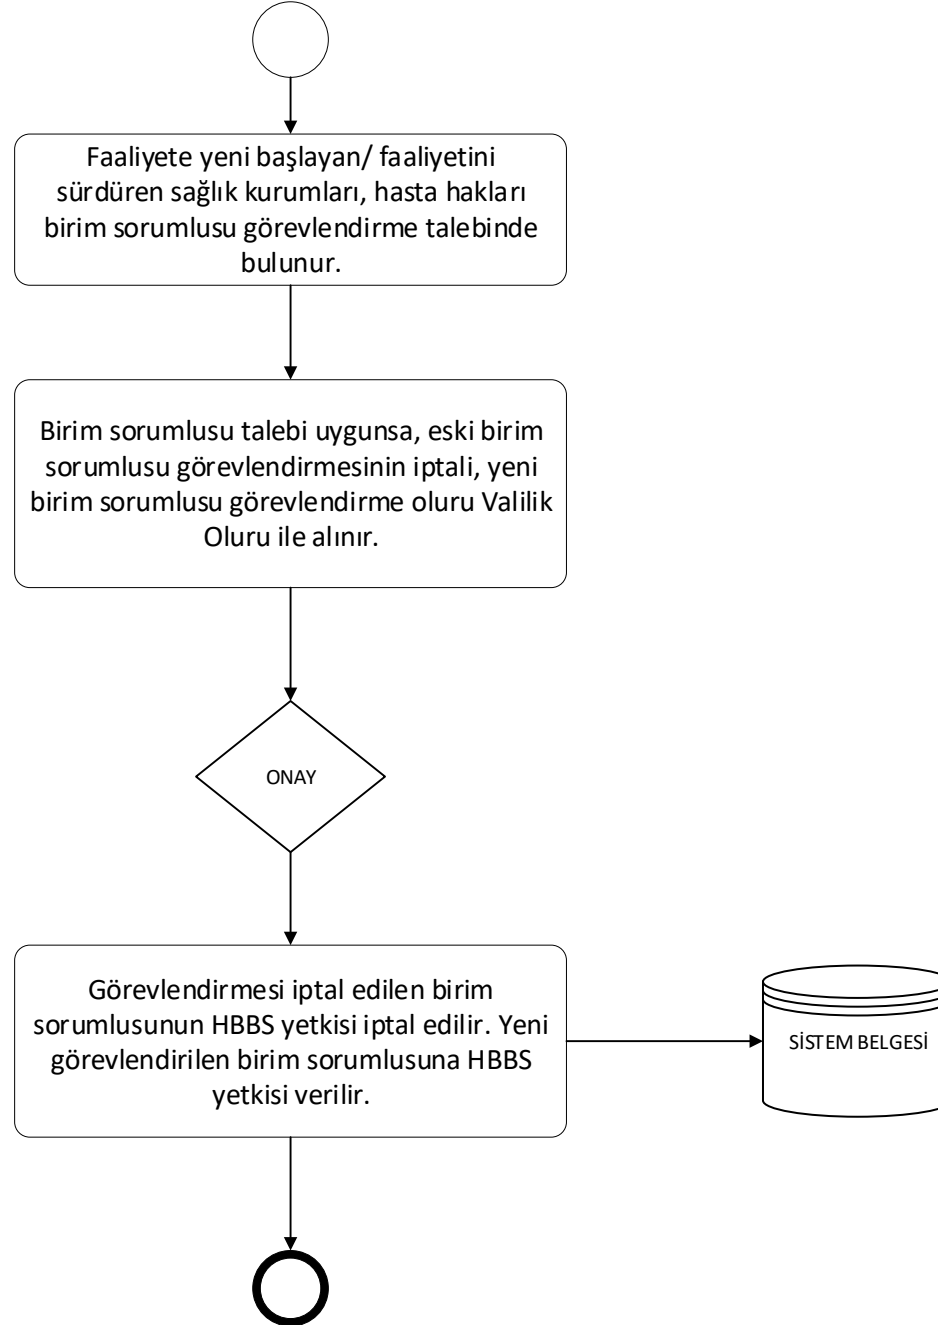 Faaliyete yeni başlayan/ faaliyetini
sürdüren sağlık kurumları, hasta hakları
birim sorumlusu görevlendirme talebinde
bulunur.
Birim sorumlusu talebi uygunsa, eski birim
sorumlusu görevlendirmesinin iptali, yeni
birim sorumlusu görevlendirme oluru Valilik
Oluru ile alınır.
ONAY
Görevlendirmesi iptal edilen birim
sorumlusunun HBBS yetkisi iptal edilir. Yeni
görevlendirilen birim sorumlusuna HBBS
yetkisi verilir.
SİSTEM BELGESİ